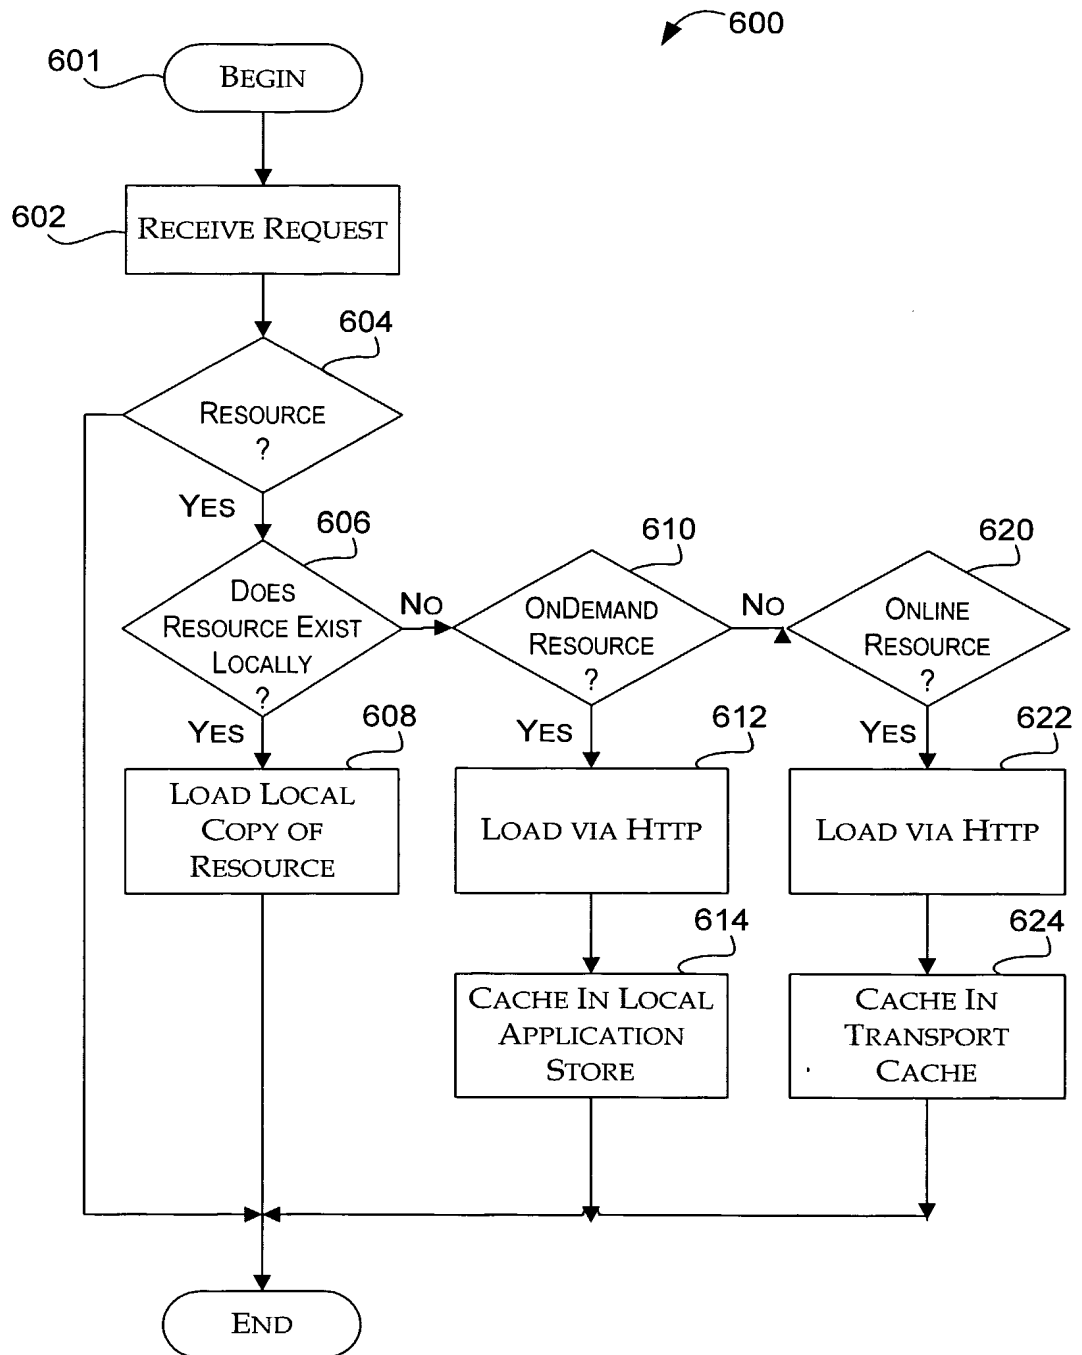 600
601
BEGIN
602
RECEIVE REQUEST
604
RESOURCE
?
YES
606
DOES
RESOURCE EXIST
LOCALLY
?
NO
610
ONDEMAND
RESOURCE
?
NO
620
ONLINE
RESOURCE
?
YES
608
LOAD LOCAL
COPY OF
RESOURCE
YES
612
LOAD VIA HTTP
YES
622
LOAD VIA HTTP
614
CACHE IN LOCAL
APPLICATION
STORE
624
CACHE IN
TRANSPORT
CACHE
END